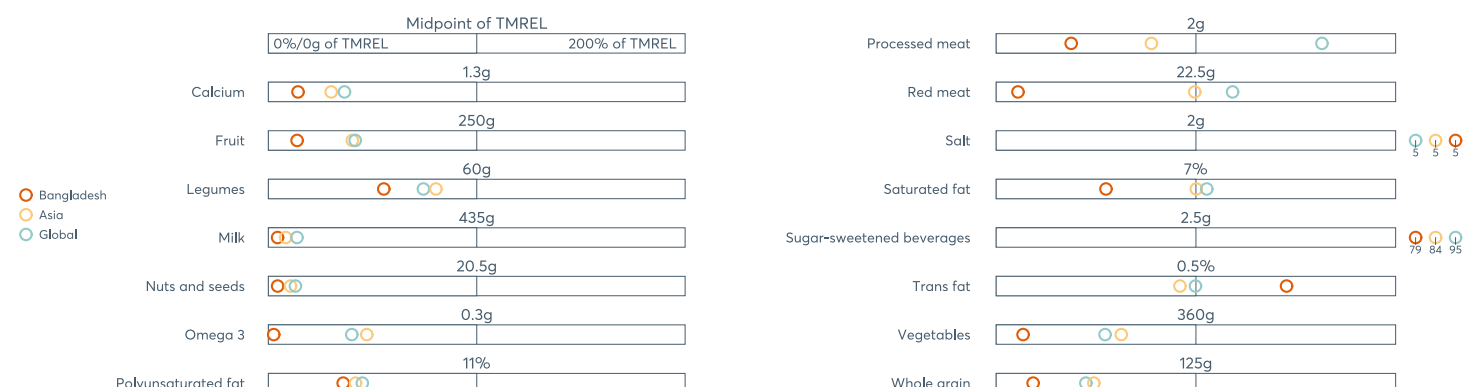 Midpoint of TMREL
0%/0g of TMREL
200% of TMREL
1.3g
Calcium
250g
Fruit
60g
Legumes
435g
Milk
20.5g
Nuts and seeds
0.3g
Omega 3
11%
Polyunsaturated fat
Bangladesh
Asia
Global
2g
Processed meat
22.5g
Red meat
2g
Salt
5 5 5
7%
Saturated fat
2.5g
Sugar-sweetened beverages
79 84 95
0.5%
Trans fat
360g
Vegetables
125g
Whole grain